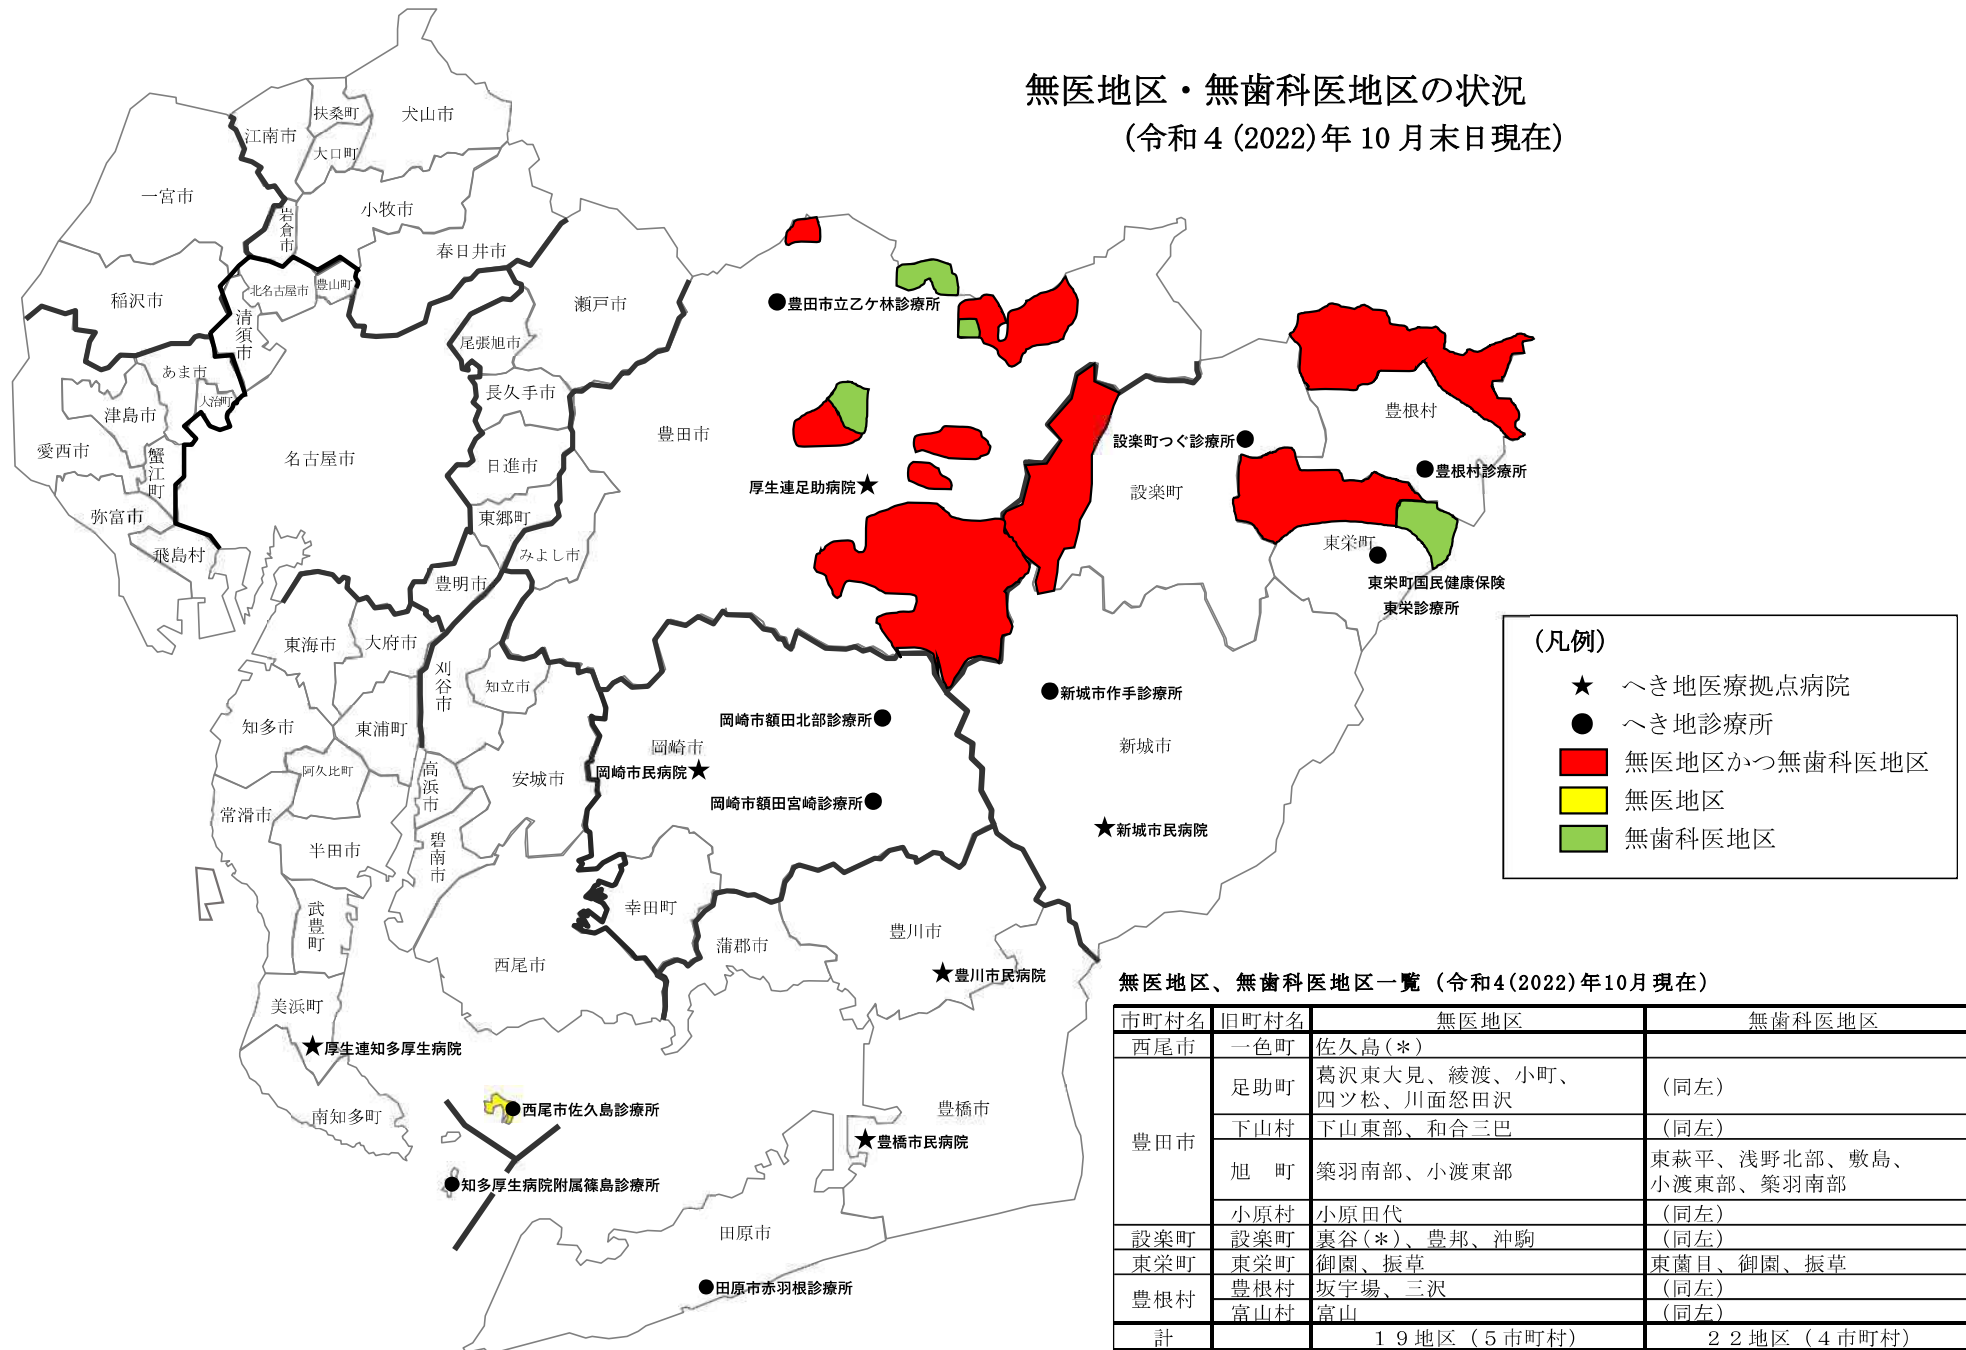 無医地区・無歯科医地区の状況
(令和４(2022)年 10 月末日現在)
扶桑町
犬山市
江南市
大口町
一宮市
小牧市
岩倉市
春日井市
稲沢市
北名古屋市
豊山町
瀬戸市
豊田市立乙ケ林診療所
清須市
尾張旭市
あま市
長久手市
大治町
津島市
豊根村
愛西市
名古屋市
豊田市
設楽町つぐ診療所
蟹江町
日進市
豊根村診療所
厚生連足助病院
設楽町
弥富市
東郷町
飛島村
みよし市
東栄町
豊明市
東栄町国民健康保険
東栄診療所
東海市
大府市
刈谷市
知立市
(凡例)
★ へき地医療拠点病院
● へき地診療所
無医地区かつ無歯科医地区
無医地区
無歯科医地区
新城市作手診療所
知多市
東浦町
岡崎市額田北部診療所
岡崎市
新城市
阿久比町
高浜市
安城市
岡崎市民病院
岡崎市額田宮崎診療所
常滑市
新城市民病院
半田市
碧南市
武豊町
幸田町
豊川市
蒲郡市
西尾市
豊川市民病院
美浜町
厚生連知多厚生病院
南知多町
西尾市佐久島診療所
豊橋市
豊橋市民病院
知多厚生病院附属篠島診療所
田原市
田原市赤羽根診療所
無医地区、無歯科医地区一覧（令和4(2022)年10月現在）
市町村名 旧町村名 無医地区 無歯科医地区
西尾市 一色町 佐久島(＊)
豊田市 足助町 葛沢東大見、綾渡、小町、
四ツ松、川面怒田沢 （同左）
下山村 下山東部、和合三巴 （同左）
旭　町 築羽南部、小渡東部 東萩平、浅野北部、敷島、
小渡東部、築羽南部
小原村 小原田代 （同左）
設楽町 設楽町 裏谷(＊)、豊邦、沖駒 （同左）
東栄町 東栄町 御園、振草 東薗目、御園、振草
豊根村 豊根村 坂宇場、三沢 （同左）
富山村 富山 （同左）
計 １９地区（５市町村） ２２地区（４市町村）